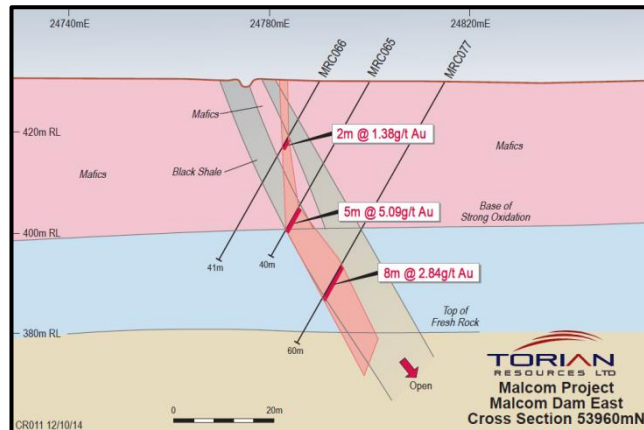 24740mE
24780mE
24820mE
MRC066
MRC065
MRC077
420m RL
Mafics
2m @ 1.38g/t Au
Mafics
Mafics
Black Shale
5m @ 5.09g/t Au
Base of
Strong Oxidation
400m RL
41m
40m
8m @ 2.84g/t Au
Top of
Fresh Rock
380m RL
60m
Open
TORIAN
RESOURCES LTD
Malcom Project
Malcom Dam East
Cross Section 53960mN
0
20m
CR011 12/10/14